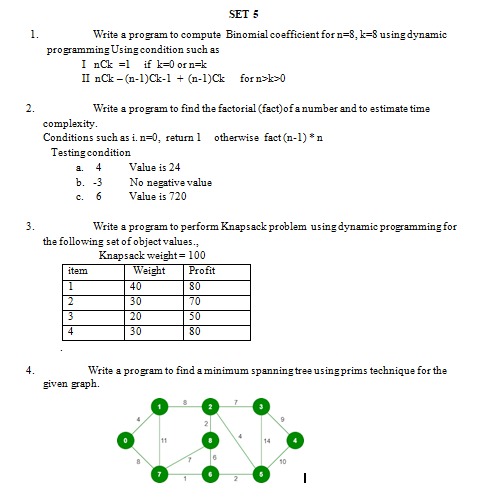 SET 5
1. Write a program to compute Binomial coefficient for n=8, k=8 using dynamic
programming Using condition such as
I nCk =1 if k=0 or n=k
II nCk – (n-1)Ck-1 + (n-1)Ck for n>k>0
2. Write a program to find the factorial (fact) of a number and to estimate time
complexity.
Conditions such as i. n=0, return 1 otherwise fact (n-1) * n
Testing condition
a. 4 Value is 24
b. -3 No negative value
c. 6 Value is 720
3. Write a program to perform Knapsack problem using dynamic programming for
the following set of object values.,
Knapsack weight = 100
item Weight Profit
1 40 80
2 30 70
3 20 50
4 30 80
.
4. Write a program to find a minimum spanning tree using prims technique for the
given graph.
1 8 2 7 3
4 2 9
0 11 8 4 14 4
8 7 6 10
7 1 6 2 5